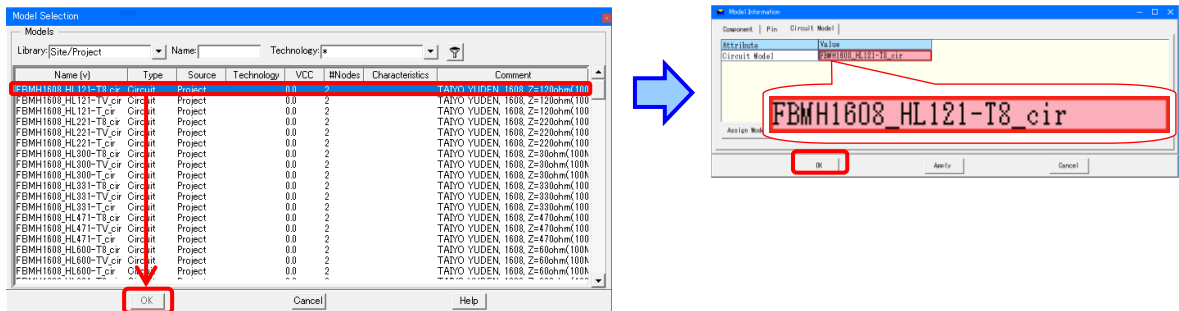 Model Selection
Models
Library: Site/Project Name: Technology: *
Name (v) Type Source Technology VCC #Nodes Characteristics Comment
FBMH1608_HL121-T8_cir Circuit Project 0.0 2 TAIYO YUDEN, 1608, Z=120ohm(100
FBMH1608_HL121-TV_cir Circuit Project 0.0 2 TAIYO YUDEN, 1608, Z=120ohm(100
FBMH1608_HL121-T_cir Circuit Project 0.0 2 TAIYO YUDEN, 1608, Z=120ohm(100
FBMH1608_HL221-T8_cir Circuit Project 0.0 2 TAIYO YUDEN, 1608, Z=220ohm(100
FBMH1608_HL221-TV_cir Circuit Project 0.0 2 TAIYO YUDEN, 1608, Z=220ohm(100
FBMH1608_HL221-T_cir Circuit Project 0.0 2 TAIYO YUDEN, 1608, Z=220ohm(100
FBMH1608_HL300-T8_cir Circuit Project 0.0 2 TAIYO YUDEN, 1608, Z=30ohm(100M
FBMH1608_HL300-TV_cir Circuit Project 0.0 2 TAIYO YUDEN, 1608, Z=30ohm(100M
FBMH1608_HL300-T_cir Circuit Project 0.0 2 TAIYO YUDEN, 1608, Z=30ohm(100M
FBMH1608_HL331-T8_cir Circuit Project 0.0 2 TAIYO YUDEN, 1608, Z=330ohm(100
FBMH1608_HL331-TV_cir Circuit Project 0.0 2 TAIYO YUDEN, 1608, Z=330ohm(100
FBMH1608_HL331-T_cir Circuit Project 0.0 2 TAIYO YUDEN, 1608, Z=330ohm(100
FBMH1608_HL471-T8_cir Circuit Project 0.0 2 TAIYO YUDEN, 1608, Z=470ohm(100
FBMH1608_HL471-TV_cir Circuit Project 0.0 2 TAIYO YUDEN, 1608, Z=470ohm(100
FBMH1608_HL471-T_cir Circuit Project 0.0 2 TAIYO YUDEN, 1608, Z=470ohm(100
FBMH1608_HL600-T8_cir Circuit Project 0.0 2 TAIYO YUDEN, 1608, Z=60ohm(100M
FBMH1608_HL600-TV_cir Circuit Project 0.0 2 TAIYO YUDEN, 1608, Z=60ohm(100M
FBMH1608_HL600-T_cir Circuit Project 0.0 2 TAIYO YUDEN, 1608, Z=60ohm(100M
OK Cancel Help
Model Information
Component Pin Circuit Model
Attribute Value
Circuit Model FBMH1608_HL121-T8_cir
FBMH1608_HL121-T8_cir
Assign Mod
OK Apply Cancel